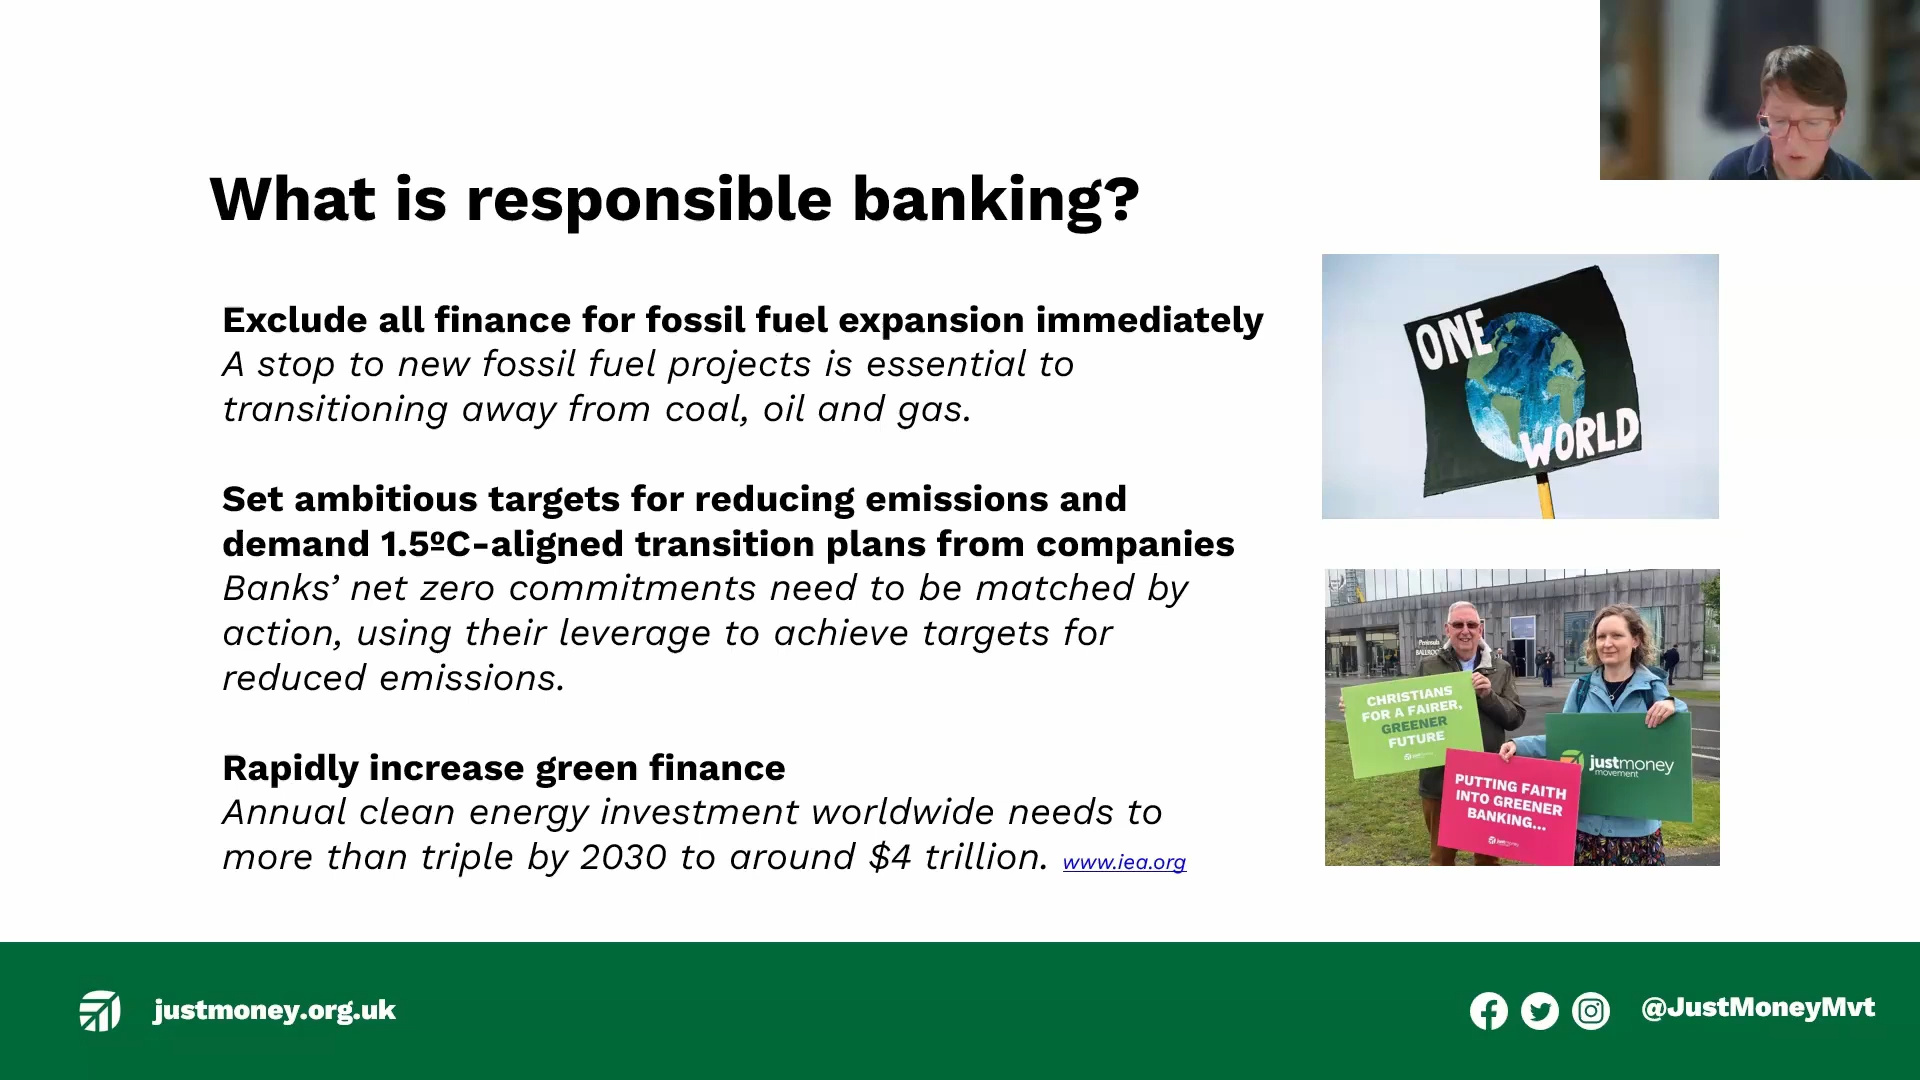 What is responsible banking?
Exclude all finance for fossil fuel expansion immediately
A stop to new fossil fuel projects is essential to
transitioning away from coal, oil and gas.
Set ambitious targets for reducing emissions and
demand 1.5ºC-aligned transition plans from companies
Banks’ net zero commitments need to be matched by
action, using their leverage to achieve targets for
reduced emissions.
Rapidly increase green finance
Annual clean energy investment worldwide needs to
more than triple by 2030 to around $4 trillion. www.iea.org
ONE
WORLD
CHRISTIANS
FOR A FAIRER,
GREENER
FUTURE
justmoney
movement
PUTTING FAITH
INTO GREENER
BANKING...
justmoney.org.uk
@JustMoneyMvt